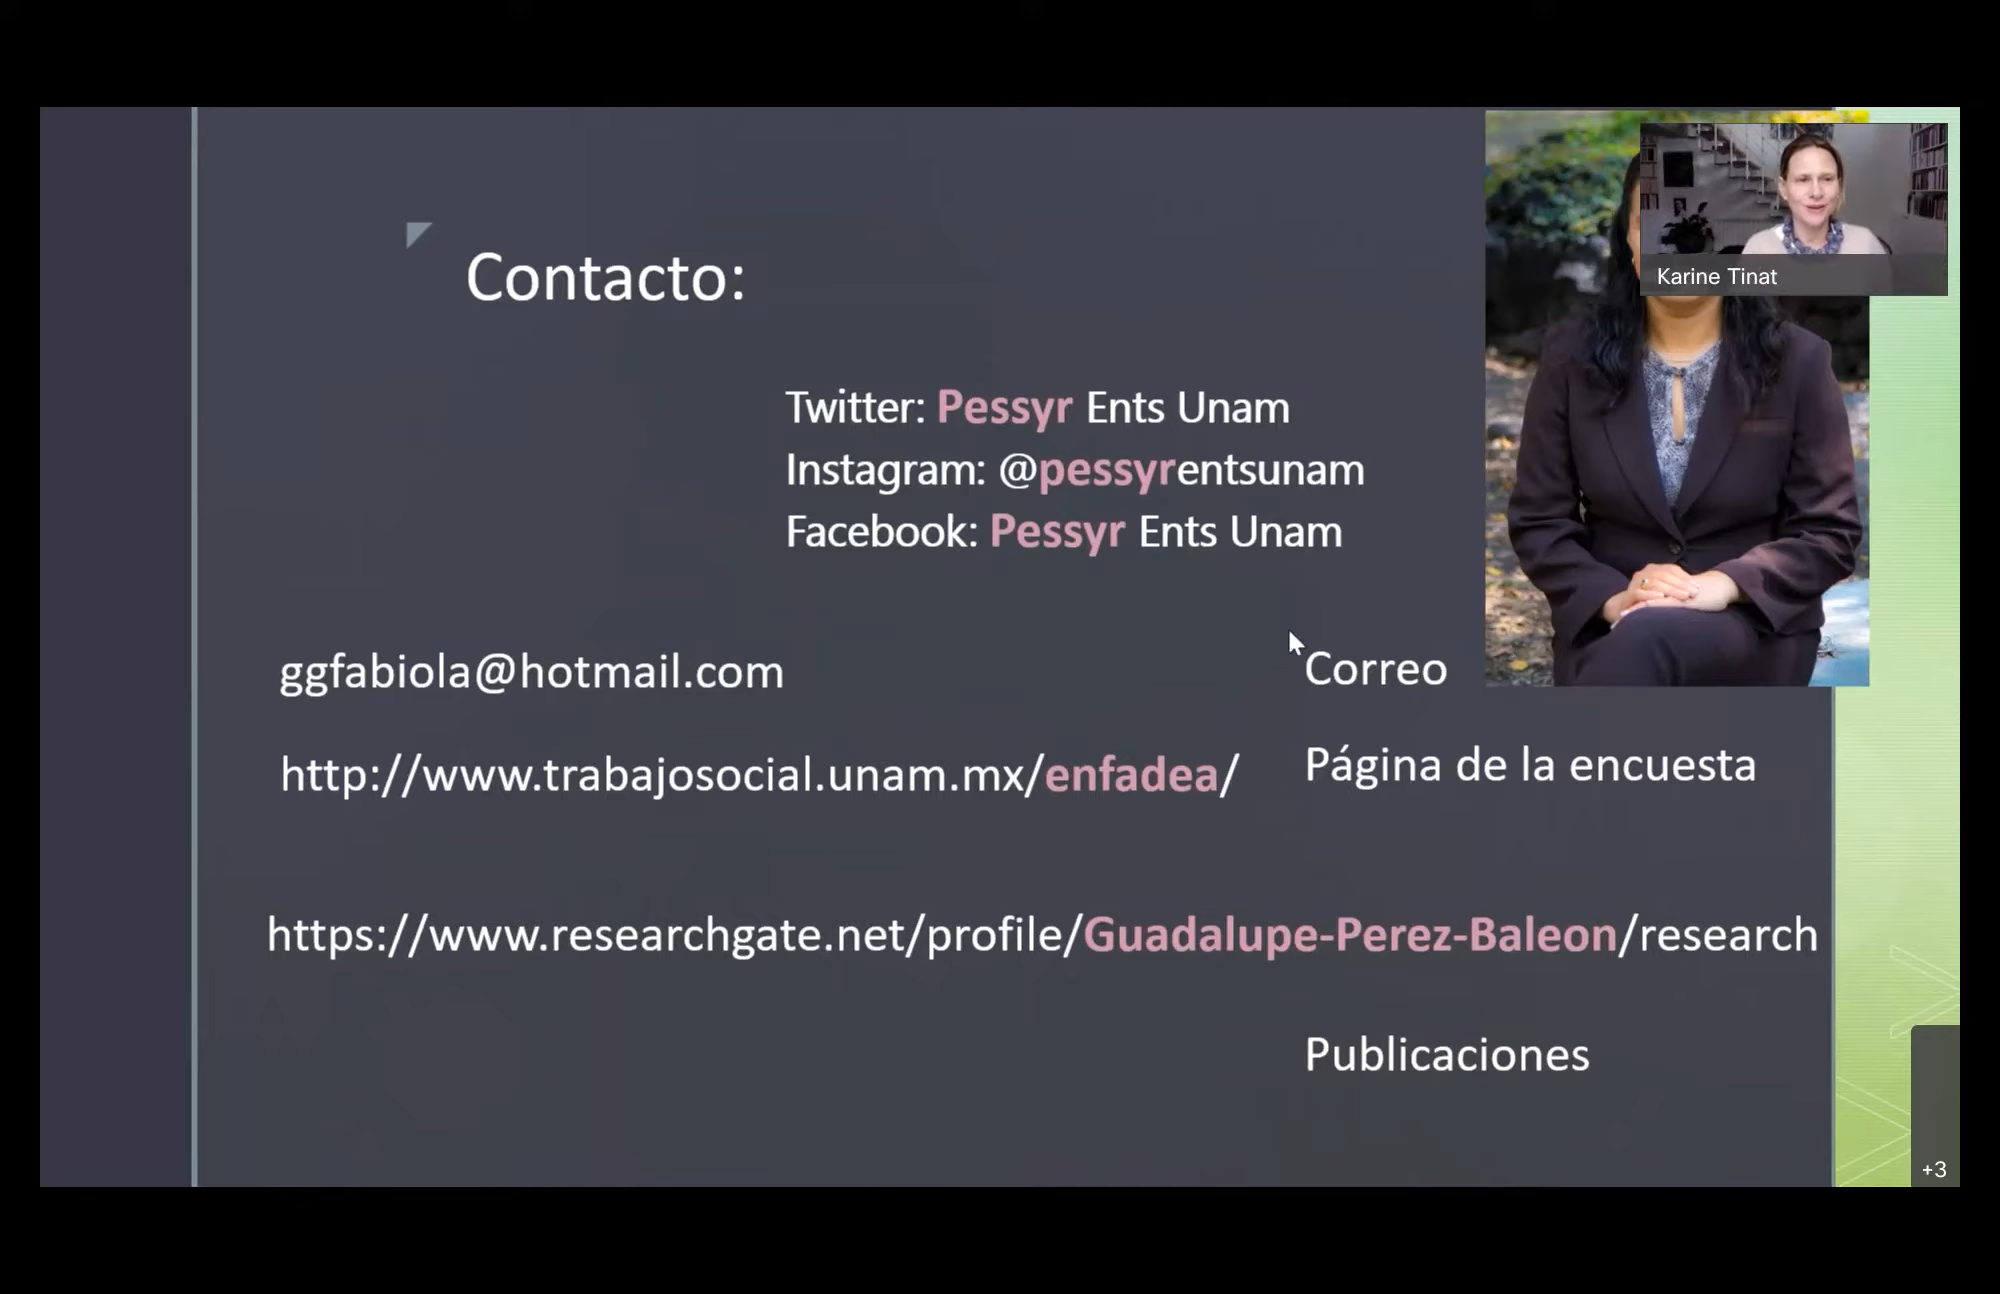 Karine Tinat
Contacto:
Twitter: Pessyr Ents Unam
Instagram: @pessyrentsunam
Facebook: Pessyr Ents Unam
ggfabiola@hotmail.com
Correo
http://www.trabajosocial.unam.mx/enfadea/
Página de la encuesta
https://www.researchgate.net/profile/Guadalupe-Perez-Baleon/research
Publicaciones
+3